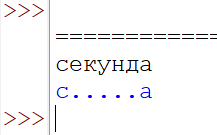 >>>
============
секунда
с.....а
>>>